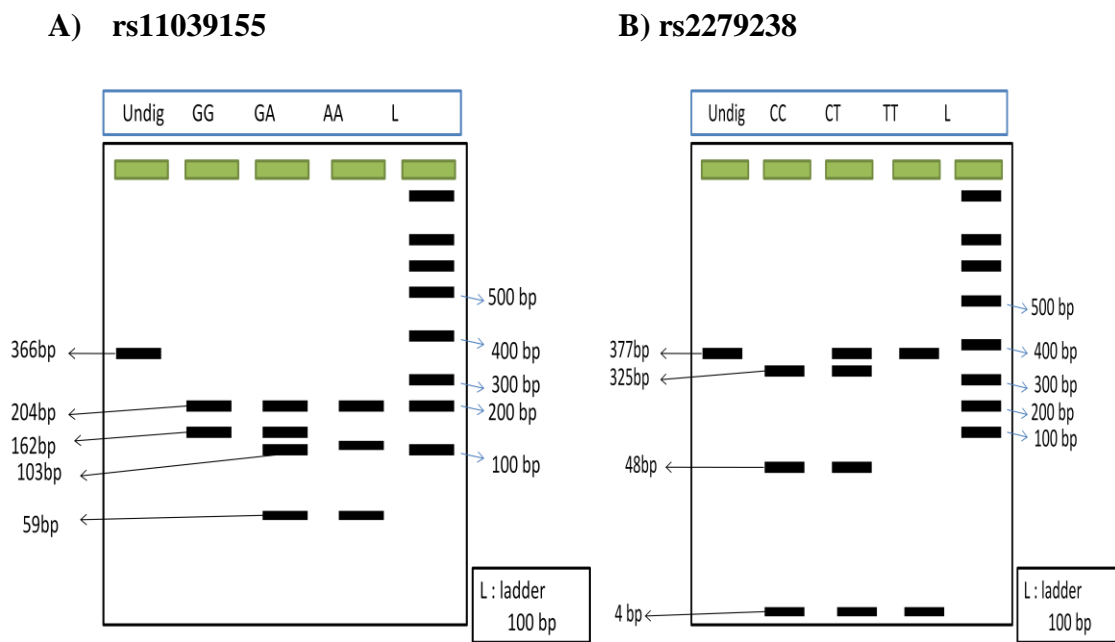 A) rs11039155
Undig GG GA AA L
500 bp
366bp
400 bp
300 bp
204bp
200 bp
162bp
103bp
100 bp
59bp
L : ladder
100 bp
B) rs2279238
Undig CC CT TT L
500 bp
377bp
400 bp
325bp
300 bp
200 bp
100 bp
48bp
4 bp
L : ladder
100 bp